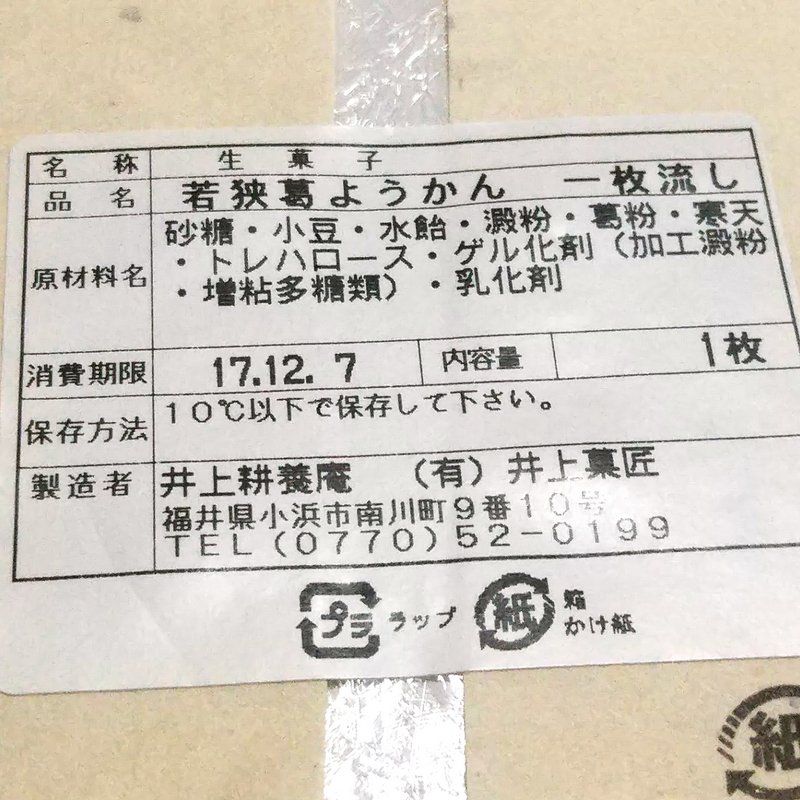 名称 生菓子
品名 若狭葛ようかん 一枚流し
原材料名 砂糖・小豆・水飴・澱粉・葛粉・寒天
・トレハロース・ゲル化剤（加工澱粉
・増粘多糖類）・乳化剤
消費期限 17.12.7 内容量 1枚
保存方法 10℃以下で保存して下さい。
製造者 井上耕養庵 （有）井上菓匠
福井県小浜市南川町9番10号
TEL（0770）52-0199
プラ ラップ 紙 箱
かけ紙
紙